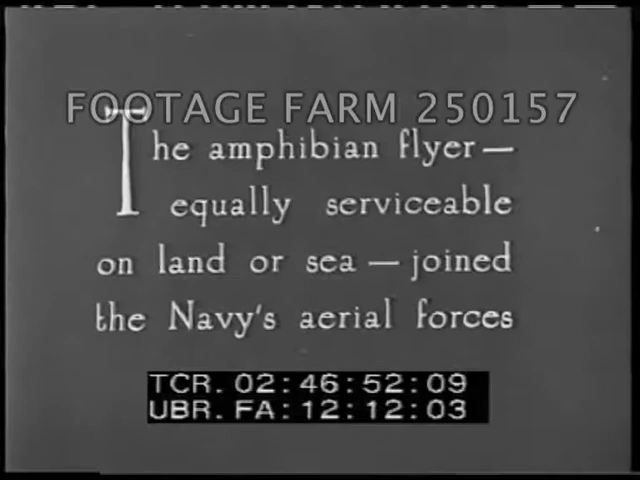 FOOTAGE FARM 250157
The amphibian flyer—
equally serviceable
on land or sea — joined
the Navy's aerial forces
TCR. 02:46:52:09
UBR. FA:12:12:03